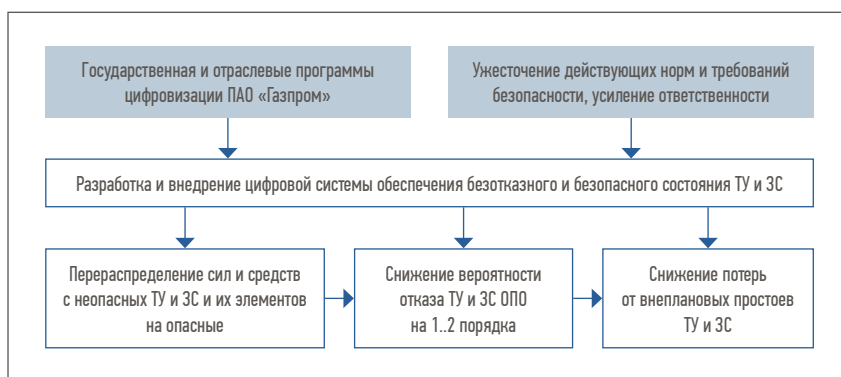 Государственная и отраслевые программы
цифровизации ПАО «Газпром»
Ужесточение действующих норм и требований
безопасности, усиление ответственности
Разработка и внедрение цифровой системы обеспечения безотказного и безопасного состояния ТУ и ЗС
Перераспределение сил и средств
с неопасных ТУ и ЗС и их элементов
на опасные
Снижение вероятности
отказа ТУ и ЗС ОПО
на 1..2 порядка
Снижение потерь
от внеплановых простоев
ТУ и ЗС